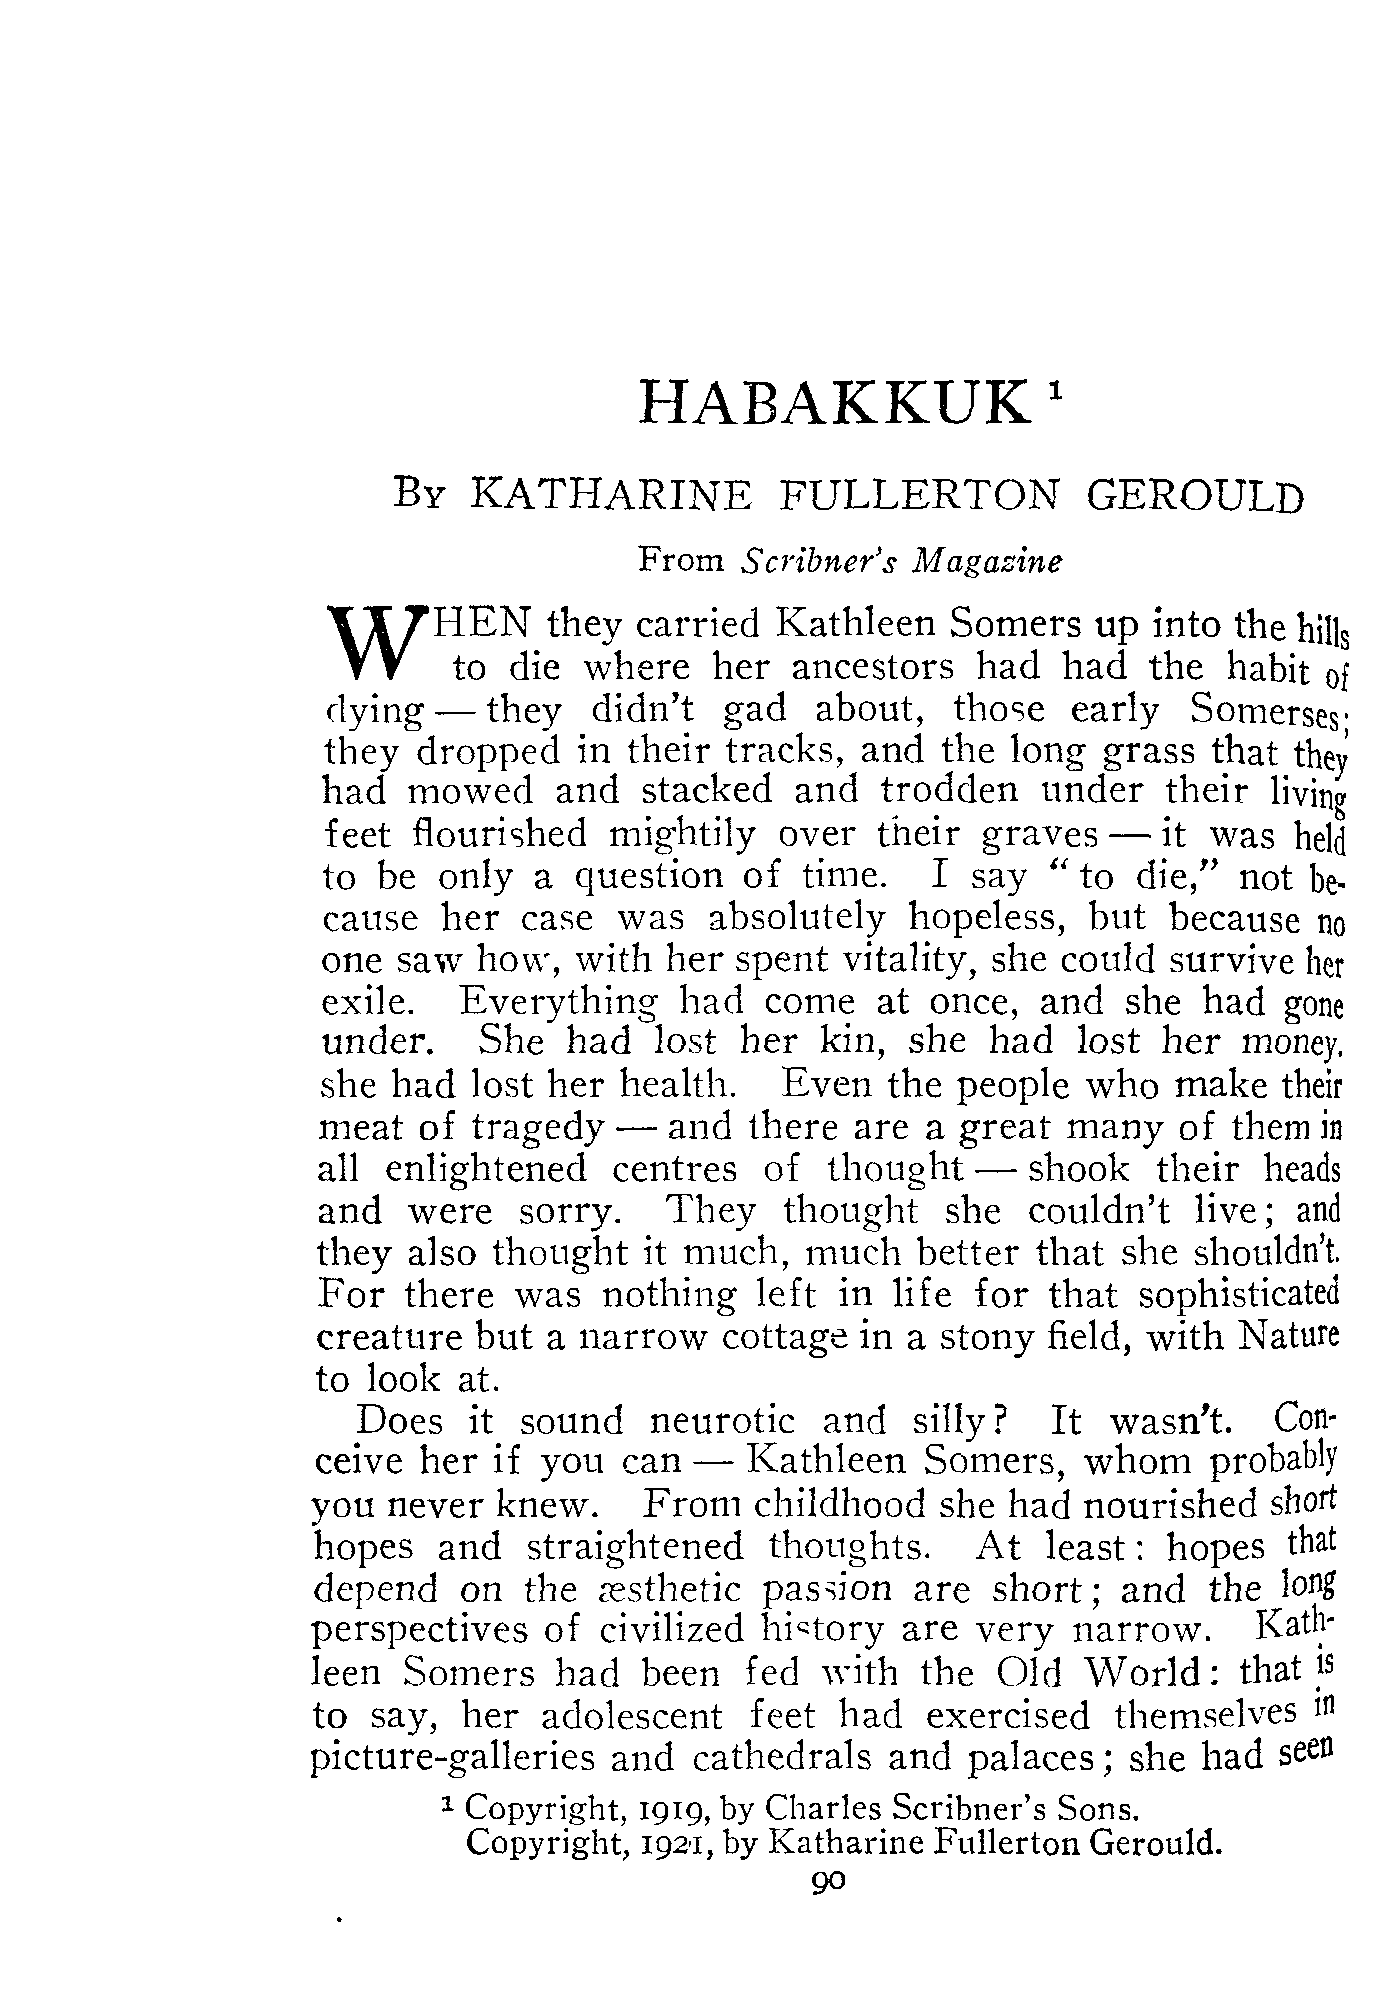 HABAKKUK ¹
By KATHARINE FULLERTON GEROULD
From Scribner's Magazine
WHEN they carried Kathleen Somers up into the hills
to die where her ancestors had had the habit of
dying — they didn't gad about, those early Somerses;
they dropped in their tracks, and the long grass that they
had mowed and stacked and trodden under their living
feet flourished mightily over their graves — it was held
to be only a question of time. I say "to die," not be-
cause her case was absolutely hopeless, but because no
one saw how, with her spent vitality, she could survive her
exile. Everything had come at once, and she had gone
under. She had lost her kin, she had lost her money,
she had lost her health. Even the people who make their
meat of tragedy — and there are a great many of them in
all enlightened centres of thought — shook their heads
and were sorry. They thought she couldn't live; and
they also thought it much, much better that she shouldn't.
For there was nothing left in life for that sophisticated
creature but a narrow cottage in a stony field, with Nature
to look at.
Does it sound neurotic and silly? It wasn't. Con-
ceive her if you can — Kathleen Somers, whom probably
you never knew. From childhood she had nourished short
hopes and straightened thoughts. At least: hopes that
depend on the æsthetic passion are short; and the long
perspectives of civilized history are very narrow. Kath-
leen Somers had been fed with the Old World: that is
to say, her adolescent feet had exercised themselves in
picture-galleries and cathedrals and palaces; she had seen
¹ Copyright, 1919, by Charles Scribner's Sons.
Copyright, 1921, by Katharine Fullerton Gerould.
90